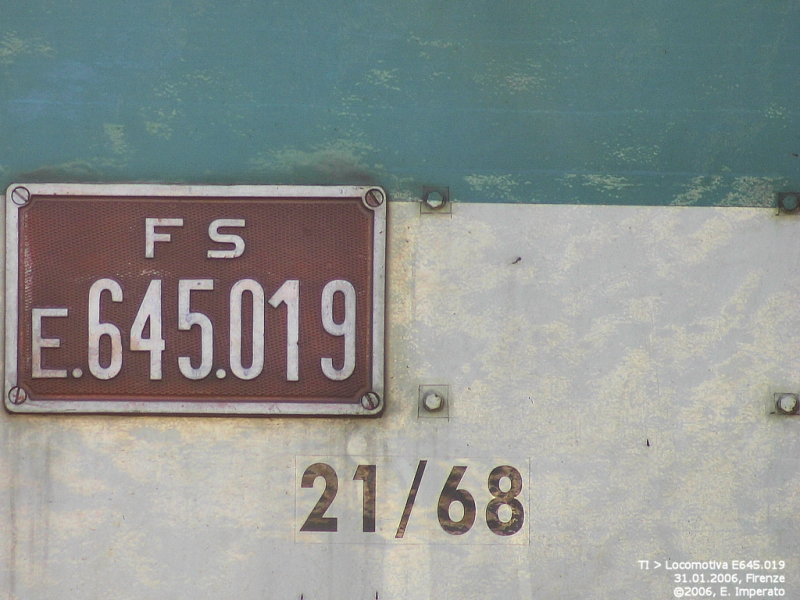 FS
E.645.019
21/68
TI > Locomotiva E645.019
31.01.2006, Firenze
©2006, E. Imperato